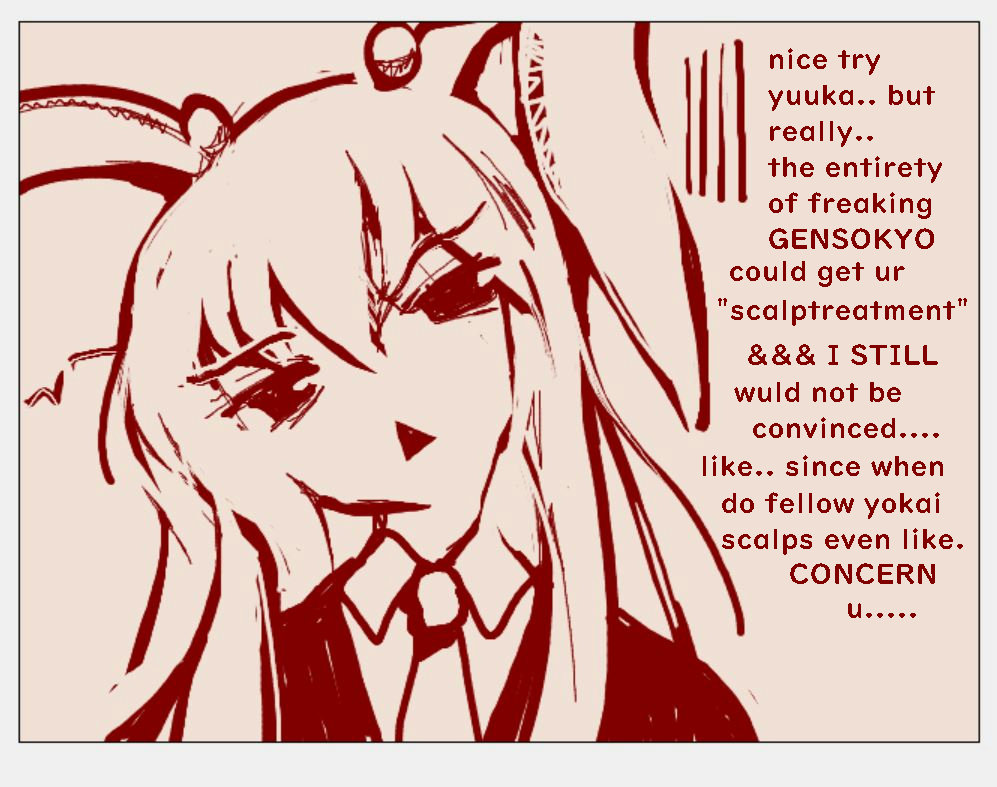 nice try
yuuka.. but
really..
the entirety
of freaking
GENSOKYO
could get ur
"scalptreatment"
&&& I STILL
wuld not be
convinced....
like.. since when
do fellow yokai
scalps even like.
CONCERN
u.....